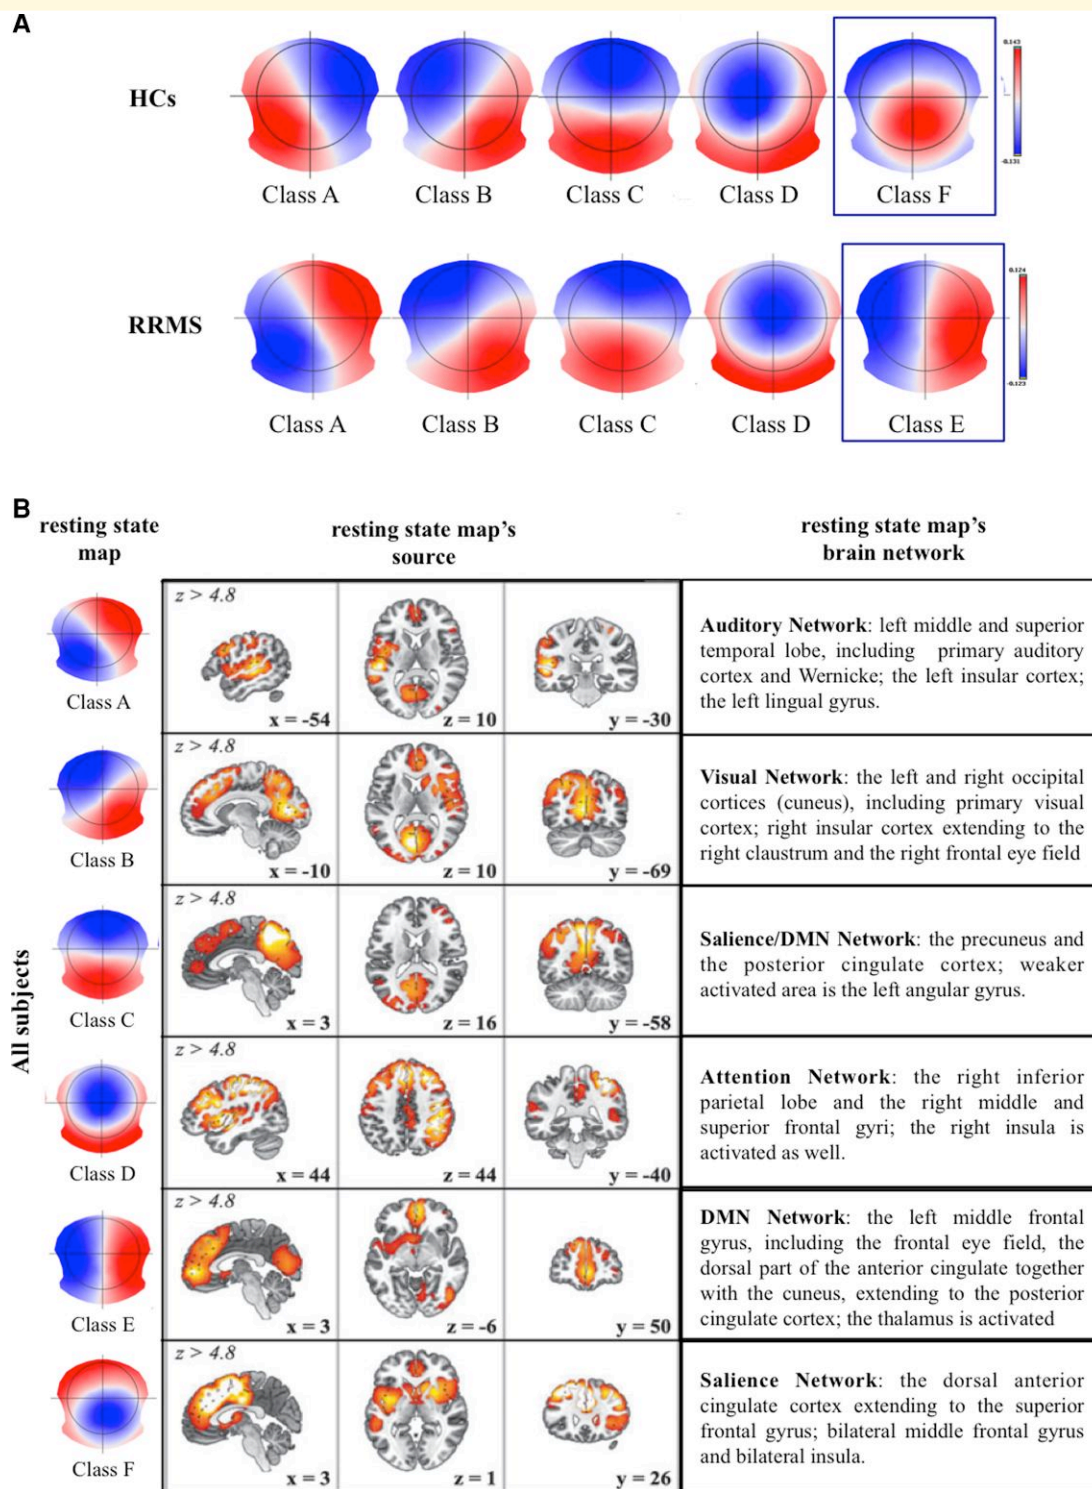 A
HCs
0.143
-0.131
Class A
Class B
Class C
Class D
Class F
RRMS
0.124
-0.123
Class A
Class B
Class C
Class D
Class E
B
resting state
map
resting state map's
source
resting state map's
brain network
All subjects
Class A
z > 4.8
x = -54
z = 10
y = -30
Auditory Network: left middle and superior
temporal lobe, including primary auditory
cortex and Wernicke; the left insular cortex;
the left lingual gyrus.
Class B
z > 4.8
x = -10
z = 10
y = -69
Visual Network: the left and right occipital
cortices (cuneus), including primary visual
cortex; right insular cortex extending to the
right claustrum and the right frontal eye field
Class C
z > 4.8
x = 3
z = 16
y = -58
Salience/DMN Network: the precuneus and
the posterior cingulate cortex; weaker
activated area is the left angular gyrus.
Class D
z > 4.8
x = 44
z = 44
y = -40
Attention Network: the right inferior
parietal lobe and the right middle and
superior frontal gyri; the right insula is
activated as well.
Class E
z > 4.8
x = 3
z = -6
y = 50
DMN Network: the left middle frontal
gyrus, including the frontal eye field, the
dorsal part of the anterior cingulate together
with the cuneus, extending to the posterior
cingulate cortex; the thalamus is activated
Class F
z > 4.8
x = 3
z = 1
y = 26
Salience Network: the dorsal anterior
cingulate cortex extending to the superior
frontal gyrus; bilateral middle frontal gyrus
and bilateral insula.